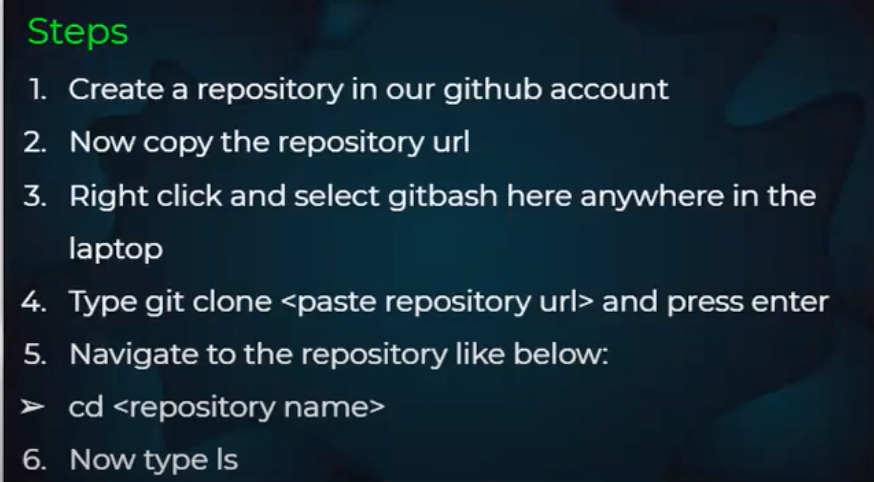 Steps
1. Create a repository in our github account
2. Now copy the repository url
3. Right click and select gitbash here anywhere in the
laptop
4. Type git clone <paste repository url> and press enter
5. Navigate to the repository like below:
➢ cd <repository name>
6. Now type ls